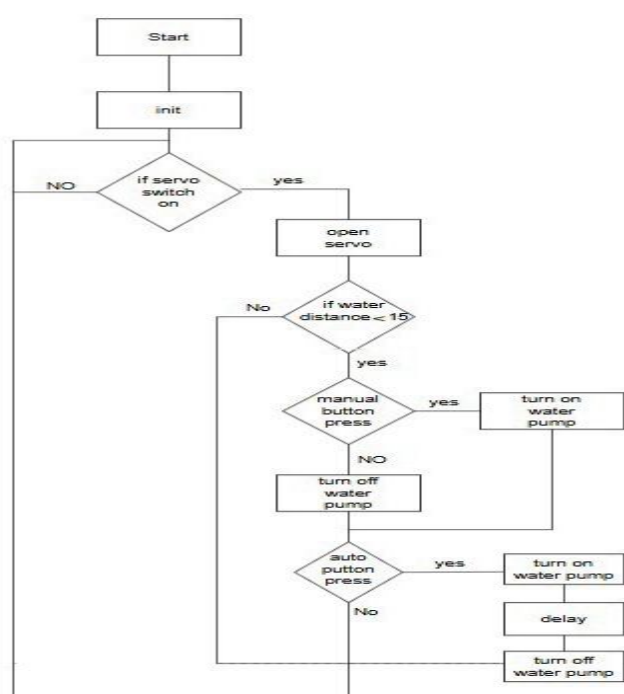 Start
init
NO
if servo
switch
on
yes
open
servo
No
if water
distance < 15
yes
manual
button
press
yes
turn on
water
pump
NO
turn off
water
pump
auto
putton
press
yes
turn on
water pump
No
delay
turn off
water pump